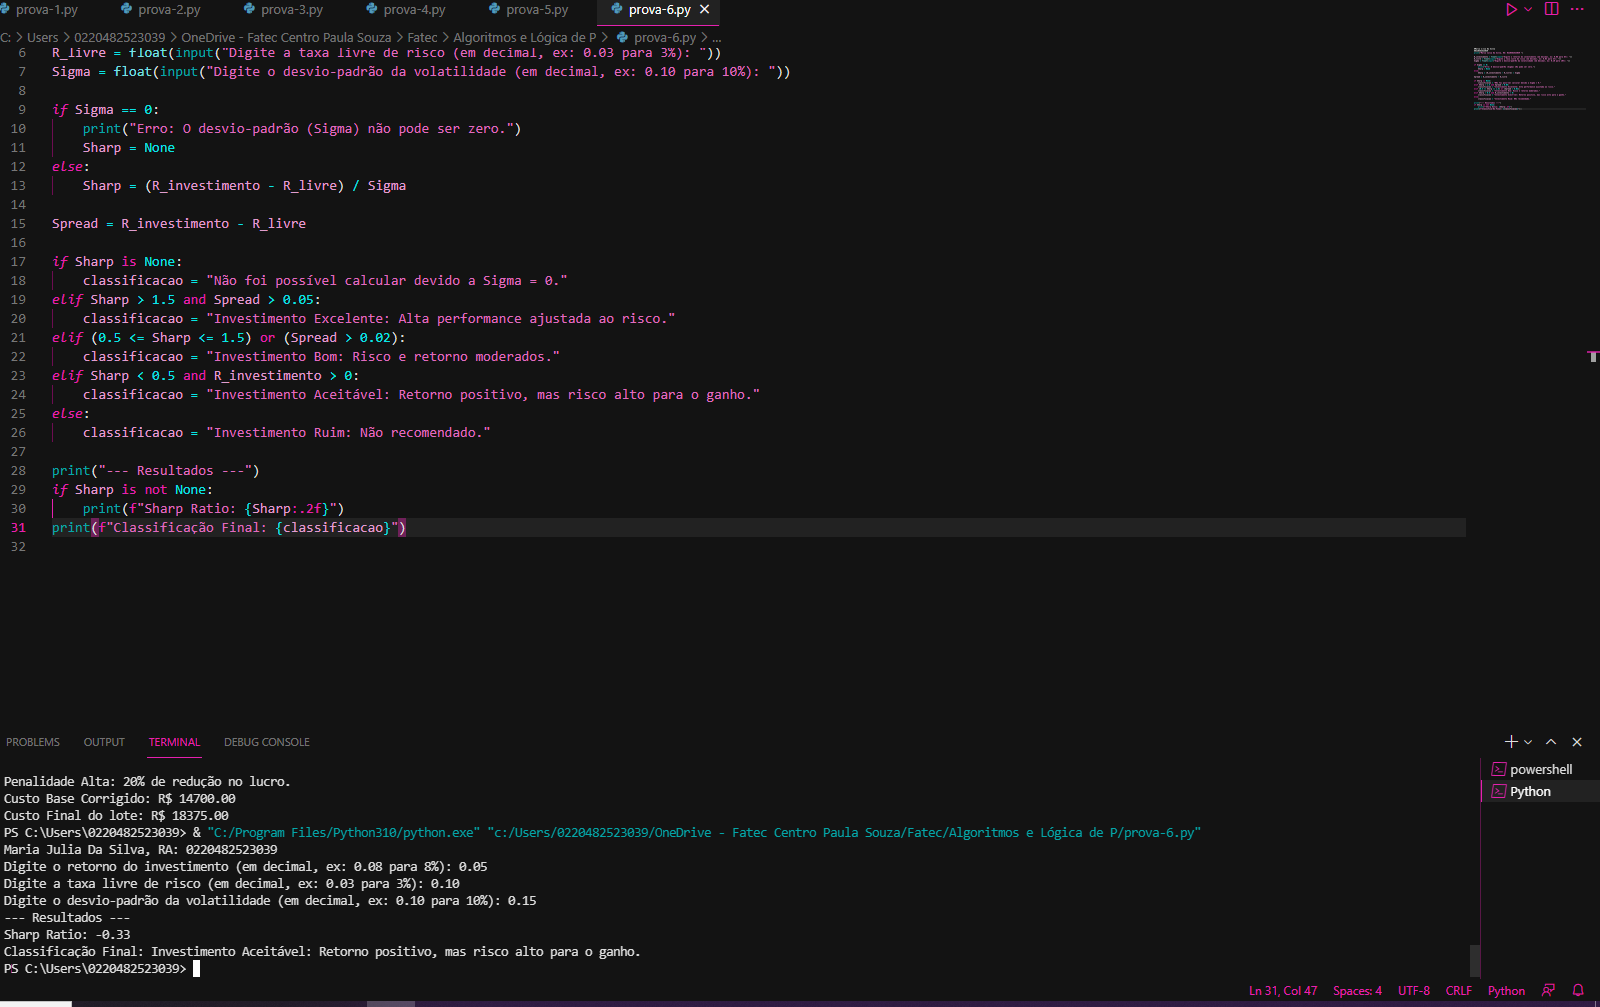 prova-1.py prova-2.py prova-3.py prova-4.py prova-5.py prova-6.py
C: > Users > 0220482523039 > OneDrive - Fatec Centro Paula Souza > Fatec > Algoritmos e Lógica de P > prova-6.py > ...
6 R_livre = float(input("Digite a taxa livre de risco (em decimal, ex: 0.03 para 3%): "))
7 Sigma = float(input("Digite o desvio-padrão da volatilidade (em decimal, ex: 0.10 para 10%): "))
8
9 if Sigma == 0:
10     print("Erro: O desvio-padrão (Sigma) não pode ser zero.")
11     Sharp = None
12 else:
13     Sharp = (R_investimento - R_livre) / Sigma
14
15 Spread = R_investimento - R_livre
16
17 if Sharp is None:
18     classificacao = "Não foi possível calcular devido a Sigma = 0."
19 elif Sharp > 1.5 and Spread > 0.05:
20     classificacao = "Investimento Excelente: Alta performance ajustada ao risco."
21 elif (0.5 <= Sharp <= 1.5) or (Spread > 0.02):
22     classificacao = "Investimento Bom: Risco e retorno moderados."
23 elif Sharp < 0.5 and R_investimento > 0:
24     classificacao = "Investimento Aceitável: Retorno positivo, mas risco alto para o ganho."
25 else:
26     classificacao = "Investimento Ruim: Não recomendado."
27
28 print("--- Resultados ---")
29 if Sharp is not None:
30     print(f"Sharp Ratio: {Sharp:.2f}")
31 print(f"Classificação Final: {classificacao}")
32
PROBLEMS OUTPUT TERMINAL DEBUG CONSOLE
powershell
Python
Penalidade Alta: 20% de redução no lucro.
Custo Base Corrigido: R$ 14700.00
Custo Final do lote: R$ 18375.00
PS C:\Users\0220482523039> & "C:/Program Files/Python310/python.exe" "c:/Users/0220482523039/OneDrive - Fatec Centro Paula Souza/Fatec/Algoritmos e Lógica de P/prova-6.py"
Maria Julia Da Silva, RA: 0220482523039
Digite o retorno do investimento (em decimal, ex: 0.08 para 8%): 0.05
Digite a taxa livre de risco (em decimal, ex: 0.03 para 3%): 0.10
Digite o desvio-padrão da volatilidade (em decimal, ex: 0.10 para 10%): 0.15
--- Resultados ---
Sharp Ratio: -0.33
Classificação Final: Investimento Aceitável: Retorno positivo, mas risco alto para o ganho.
PS C:\Users\0220482523039>
Ln 31, Col 47 Spaces: 4 UTF-8 CRLF Python